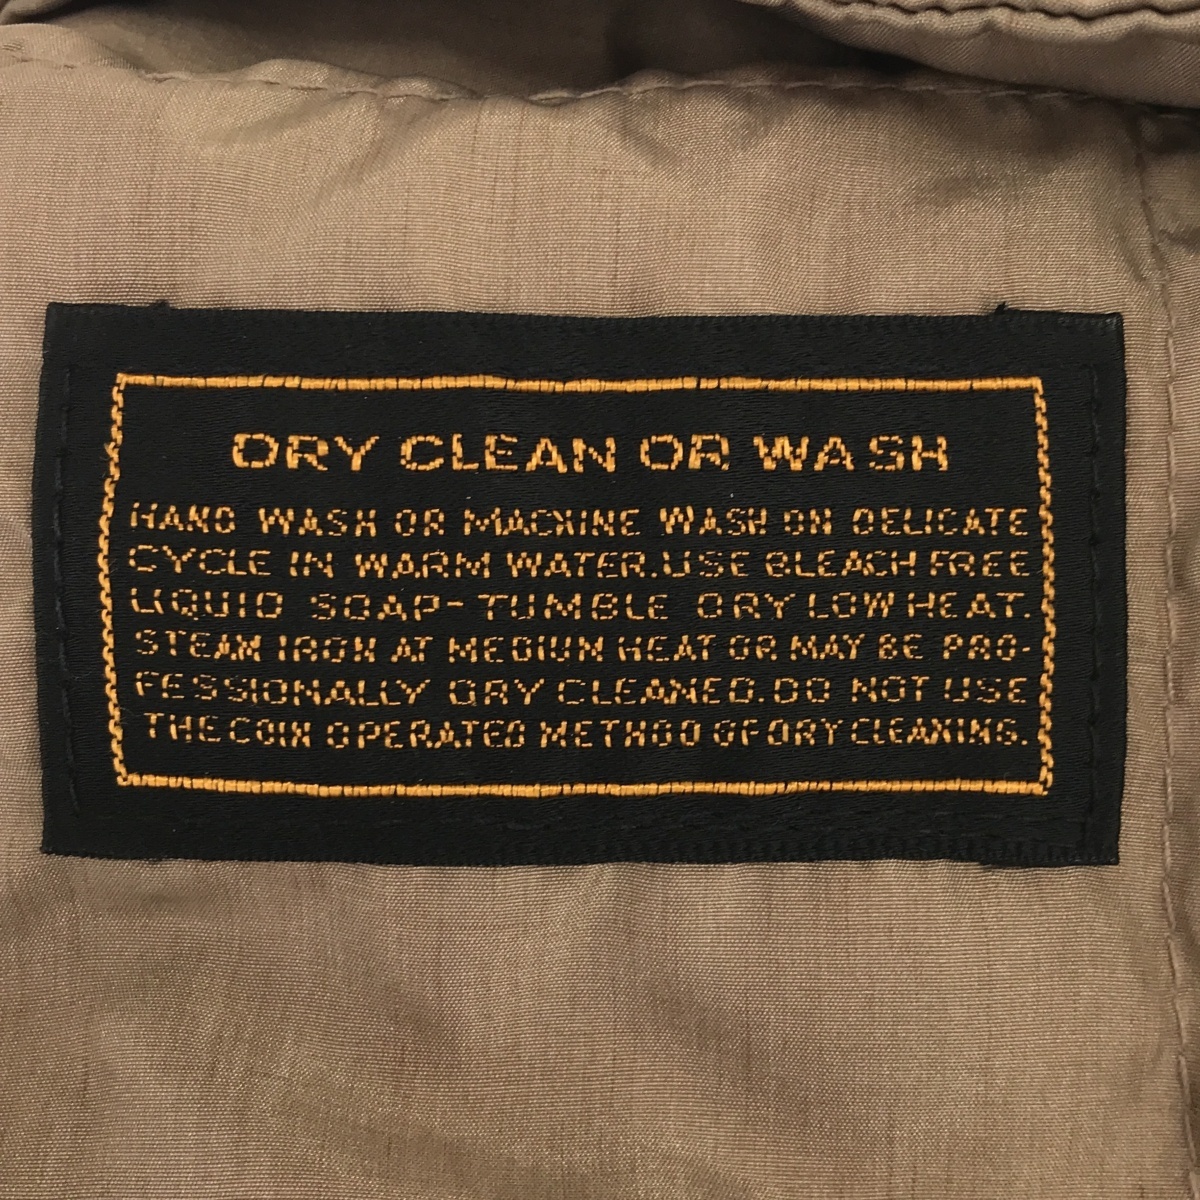 DRY CLEAN OR WASH
HAND WASH OR MACHINE WASH ON DELICATE
CYCLE IN WARM WATER.USE BLEACH FREE
LIQUID SOAP-TUMBLE DRY LOW HEAT.
STEAM IRON AT MEDIUM HEAT OR MAY BE PRO-
FESSIONALLY DRY CLEANED.DO NOT USE
THE COIN OPERATED METHOD OF DRY CLEANING.